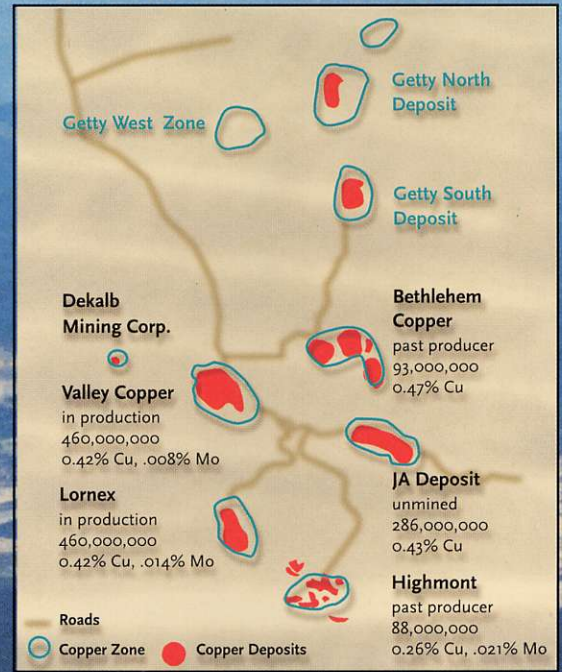 Getty North
Deposit
Getty West Zone
Getty South
Deposit
Dekalb
Mining Corp.
Bethlehem
Copper
past producer
93,000,000
0.47% Cu
Valley Copper
in production
460,000,000
0.42% Cu, .008% Mo
JA Deposit
unmined
286,000,000
0.43% Cu
Lornex
in production
460,000,000
0.42% Cu, .014% Mo
Highmont
past producer
88,000,000
0.26% Cu, .021% Mo
Roads
Copper Zone
Copper Deposits